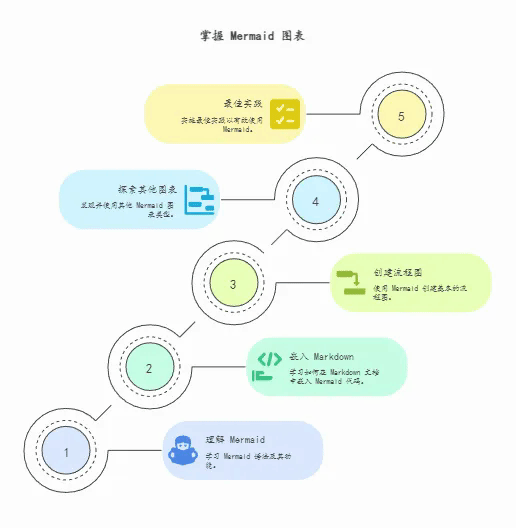 掌握 Mermaid 图表
5
最佳实践
实施最佳实践以有效使用
Mermaid。
4
探索其他图表
发现并使用其他 Mermaid 图
表类型。
3
创建流程图
使用 Mermaid 创建基本的流
程图。
2
嵌入 Markdown
学习如何在 Markdown 文档
中嵌入 Mermaid 代码。
1
理解 Mermaid
学习 Mermaid 语法及其功
能。